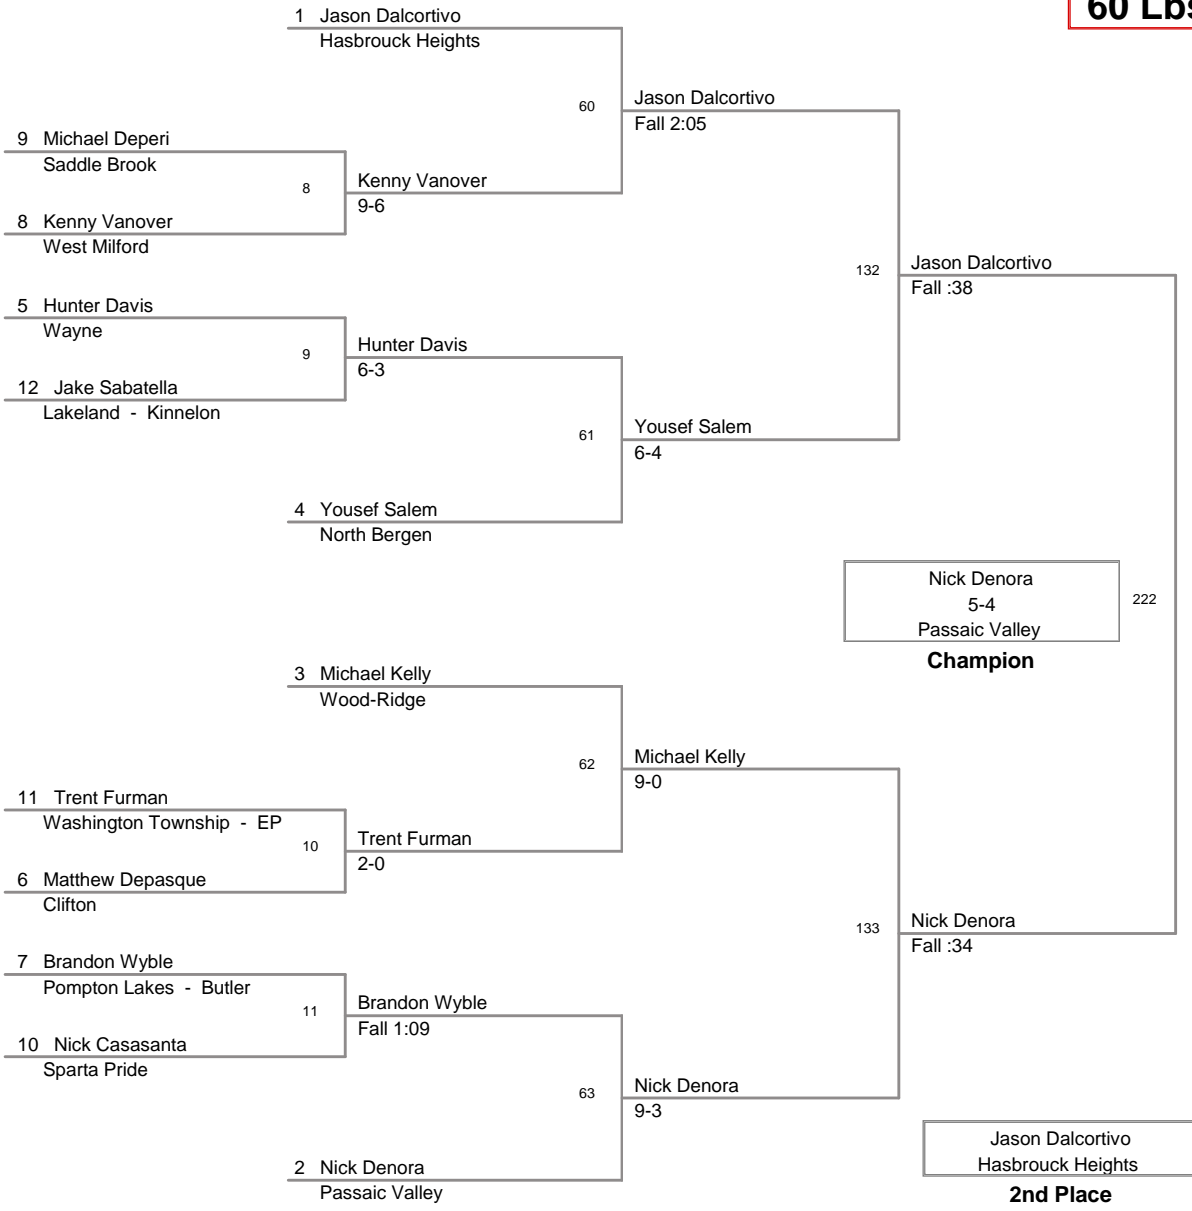 60 Lbs
1 Jason Dalcortivo
Hasbrouck Heights
60
Jason Dalcortivo
Fall 2:05
9 Michael Deperi
Saddle Brook
8
Kenny Vanover
9-6
8 Kenny Vanover
West Milford
132
Jason Dalcortivo
Fall :38
5 Hunter Davis
Wayne
9
Hunter Davis
6-3
12 Jake Sabatella
Lakeland - Kinnelon
61
Yousef Salem
6-4
4 Yousef Salem
North Bergen
Nick Denora
5-4
Passaic Valley
222
Champion
3 Michael Kelly
Wood-Ridge
62
Michael Kelly
9-0
11 Trent Furman
Washington Township - EP
10
Trent Furman
2-0
6 Matthew Depasque
Clifton
133
Nick Denora
Fall :34
7 Brandon Wyble
Pompton Lakes - Butler
11
Brandon Wyble
Fall 1:09
10 Nick Casasanta
Sparta Pride
63
Nick Denora
9-3
2 Nick Denora
Passaic Valley
Jason Dalcortivo
Hasbrouck Heights
2nd Place